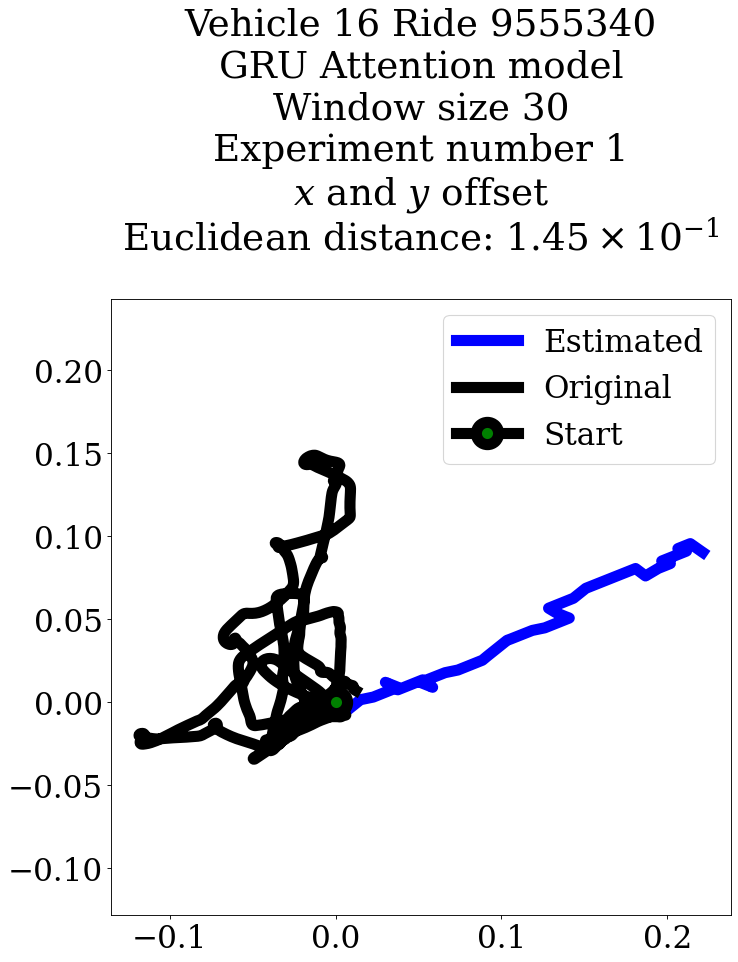 Vehicle 16 Ride 9555340
GRU Attention model
Window size 30
Experiment number 1
x and y offset
Euclidean distance: 1.45 × 10⁻¹
Estimated
Original
Start
0.20
0.15
0.10
0.05
0.00
−0.05
−0.10
−0.1 0.0 0.1 0.2